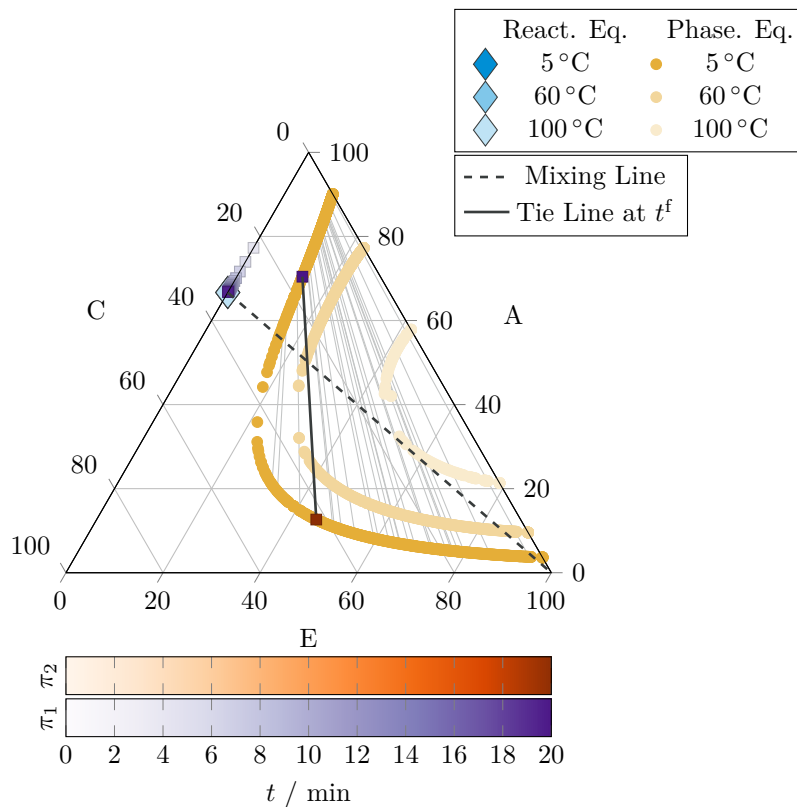 React. Eq. Phase. Eq
5 °C 5 °C
60 °C 60 °C
100 °C 100 °C
Mixing Line
Tie Line at t^f
0 100
20 80
C 40 60 A
60 40
80 20
100 0
0 20 40 60 80 100
E
π₂
π₁
0 2 4 6 8 10 12 14 16 18 20
t / min